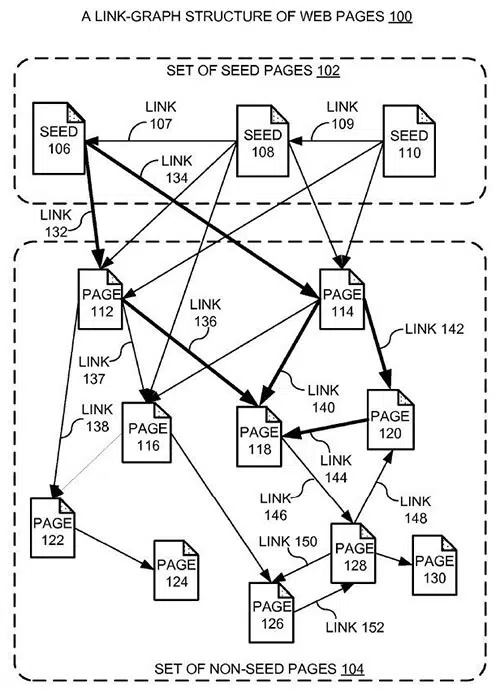 A LINK-GRAPH STRUCTURE OF WEB PAGES 100
SET OF SEED PAGES 102
SEED
106
LINK
107
SEED
108
LINK
109
SEED
110
LINK
134
LINK
132
PAGE
112
LINK
136
PAGE
114
LINK 142
LINK
137
LINK
138
LINK
140
PAGE
116
PAGE
118
PAGE
120
LINK
144
LINK
146
LINK
148
PAGE
122
PAGE
124
LINK 150
PAGE
128
PAGE
130
PAGE
126
LINK 152
SET OF NON-SEED PAGES 104